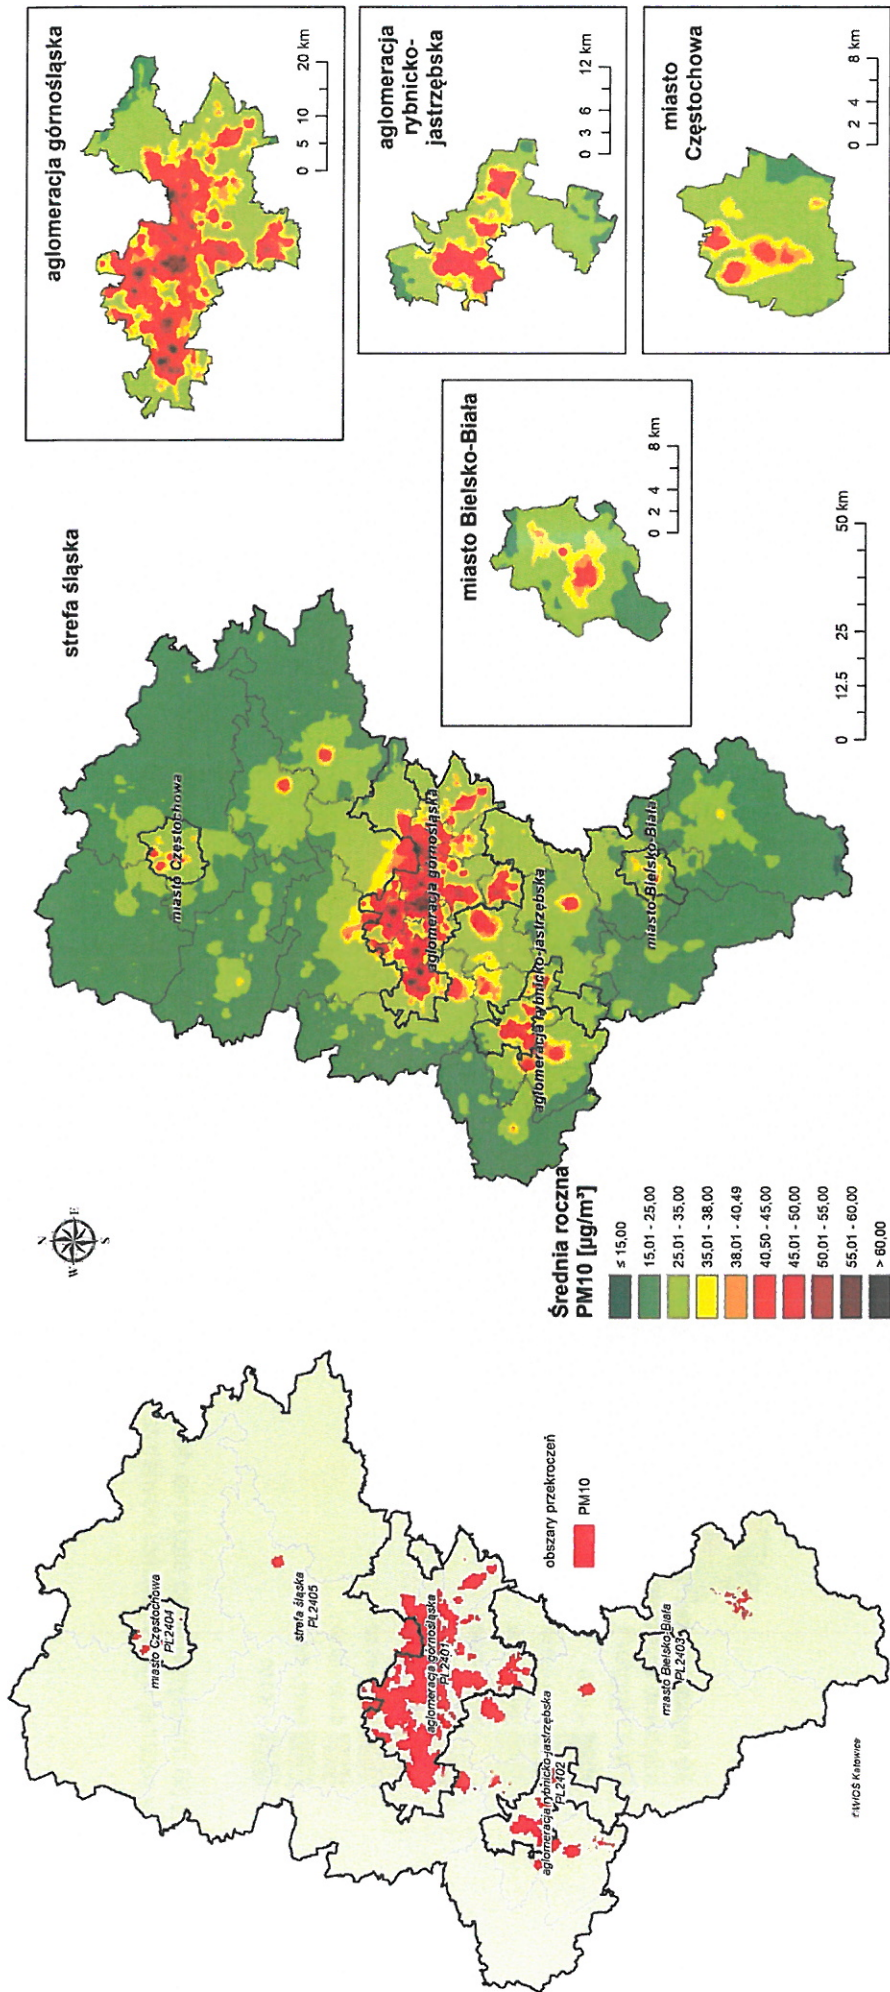 miasto Częstochowa
PL2404
strefa śląska
PL2405
aglomeracja górnośląska
PL2401
aglomeracja rybnicko-jastrzębska
PL2402
miasto Bielsko-Biała
PL2403
obszary przekroczeń
PM10
WIOŚ Katowice
N
W
E
S
strefa śląska
miasto Częstochowa
aglomeracja górnośląska
aglomeracja rybnicko-jastrzębska
miasto Bielsko-Biała
Średnia roczna
PM10 [µg/m³]
≤ 15,00
15.01 - 25,00
25.01 - 35,00
35.01 - 38,00
38.01 - 40,49
40.50 - 45,00
45.01 - 50,00
50.01 - 55,00
55.01 - 60,00
> 60,00
0 12.5 25 50 km
aglomeracja górnośląska
0 5 10 20 km
aglomeracja
rybnicko-
jastrzębska
0 3 6 12 km
miasto
Częstochowa
0 2 4 8 km
miasto Bielsko-Biała
0 2 4 8 km